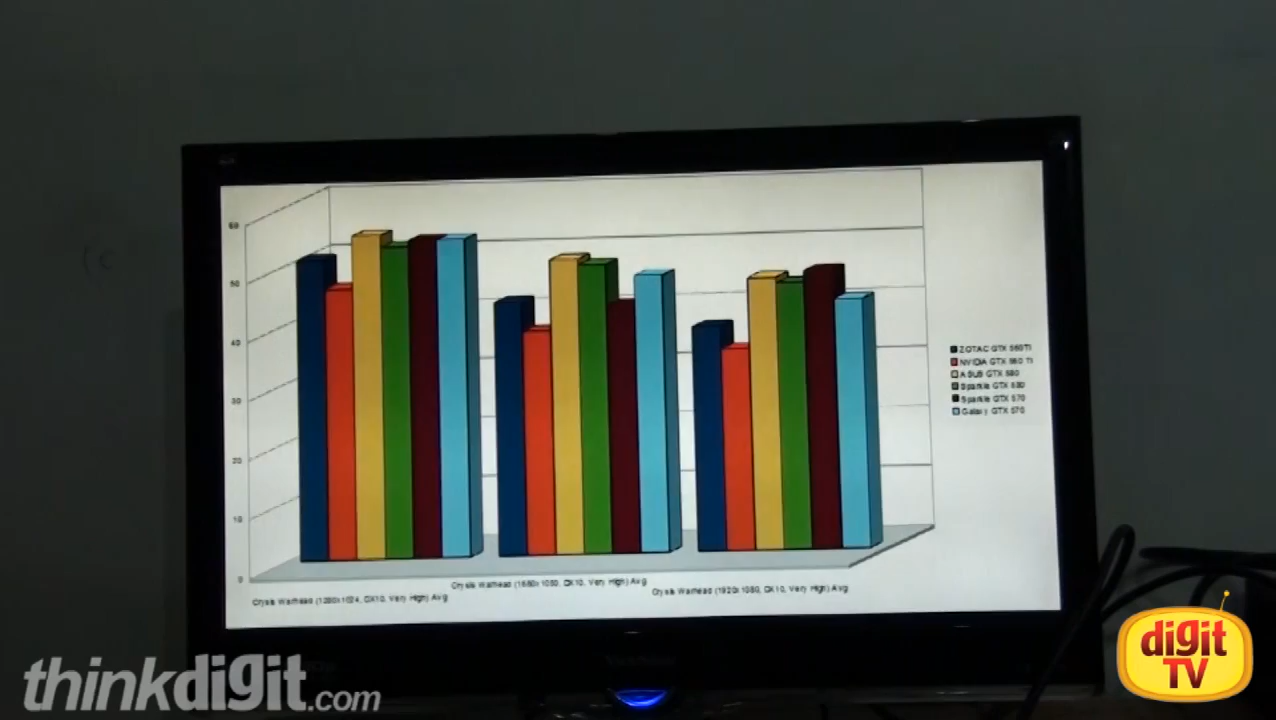 60
50
40
30
20
10
0
ZOTAC GTX 560TI
NVIDIA GTX 560 TI
ASUS GTX 580
Sparkle GTX 580
Sparkle GTX 570
Galaxy GTX 570
Crysis Warhead (1680x1050, DX10, Very High) Avg
Crysis Warhead (1920x1080, DX10, Very High) Avg
Crysis Warhead (1280x1024, DX10, Very High) Avg
thinkdigit.com
digit
TV